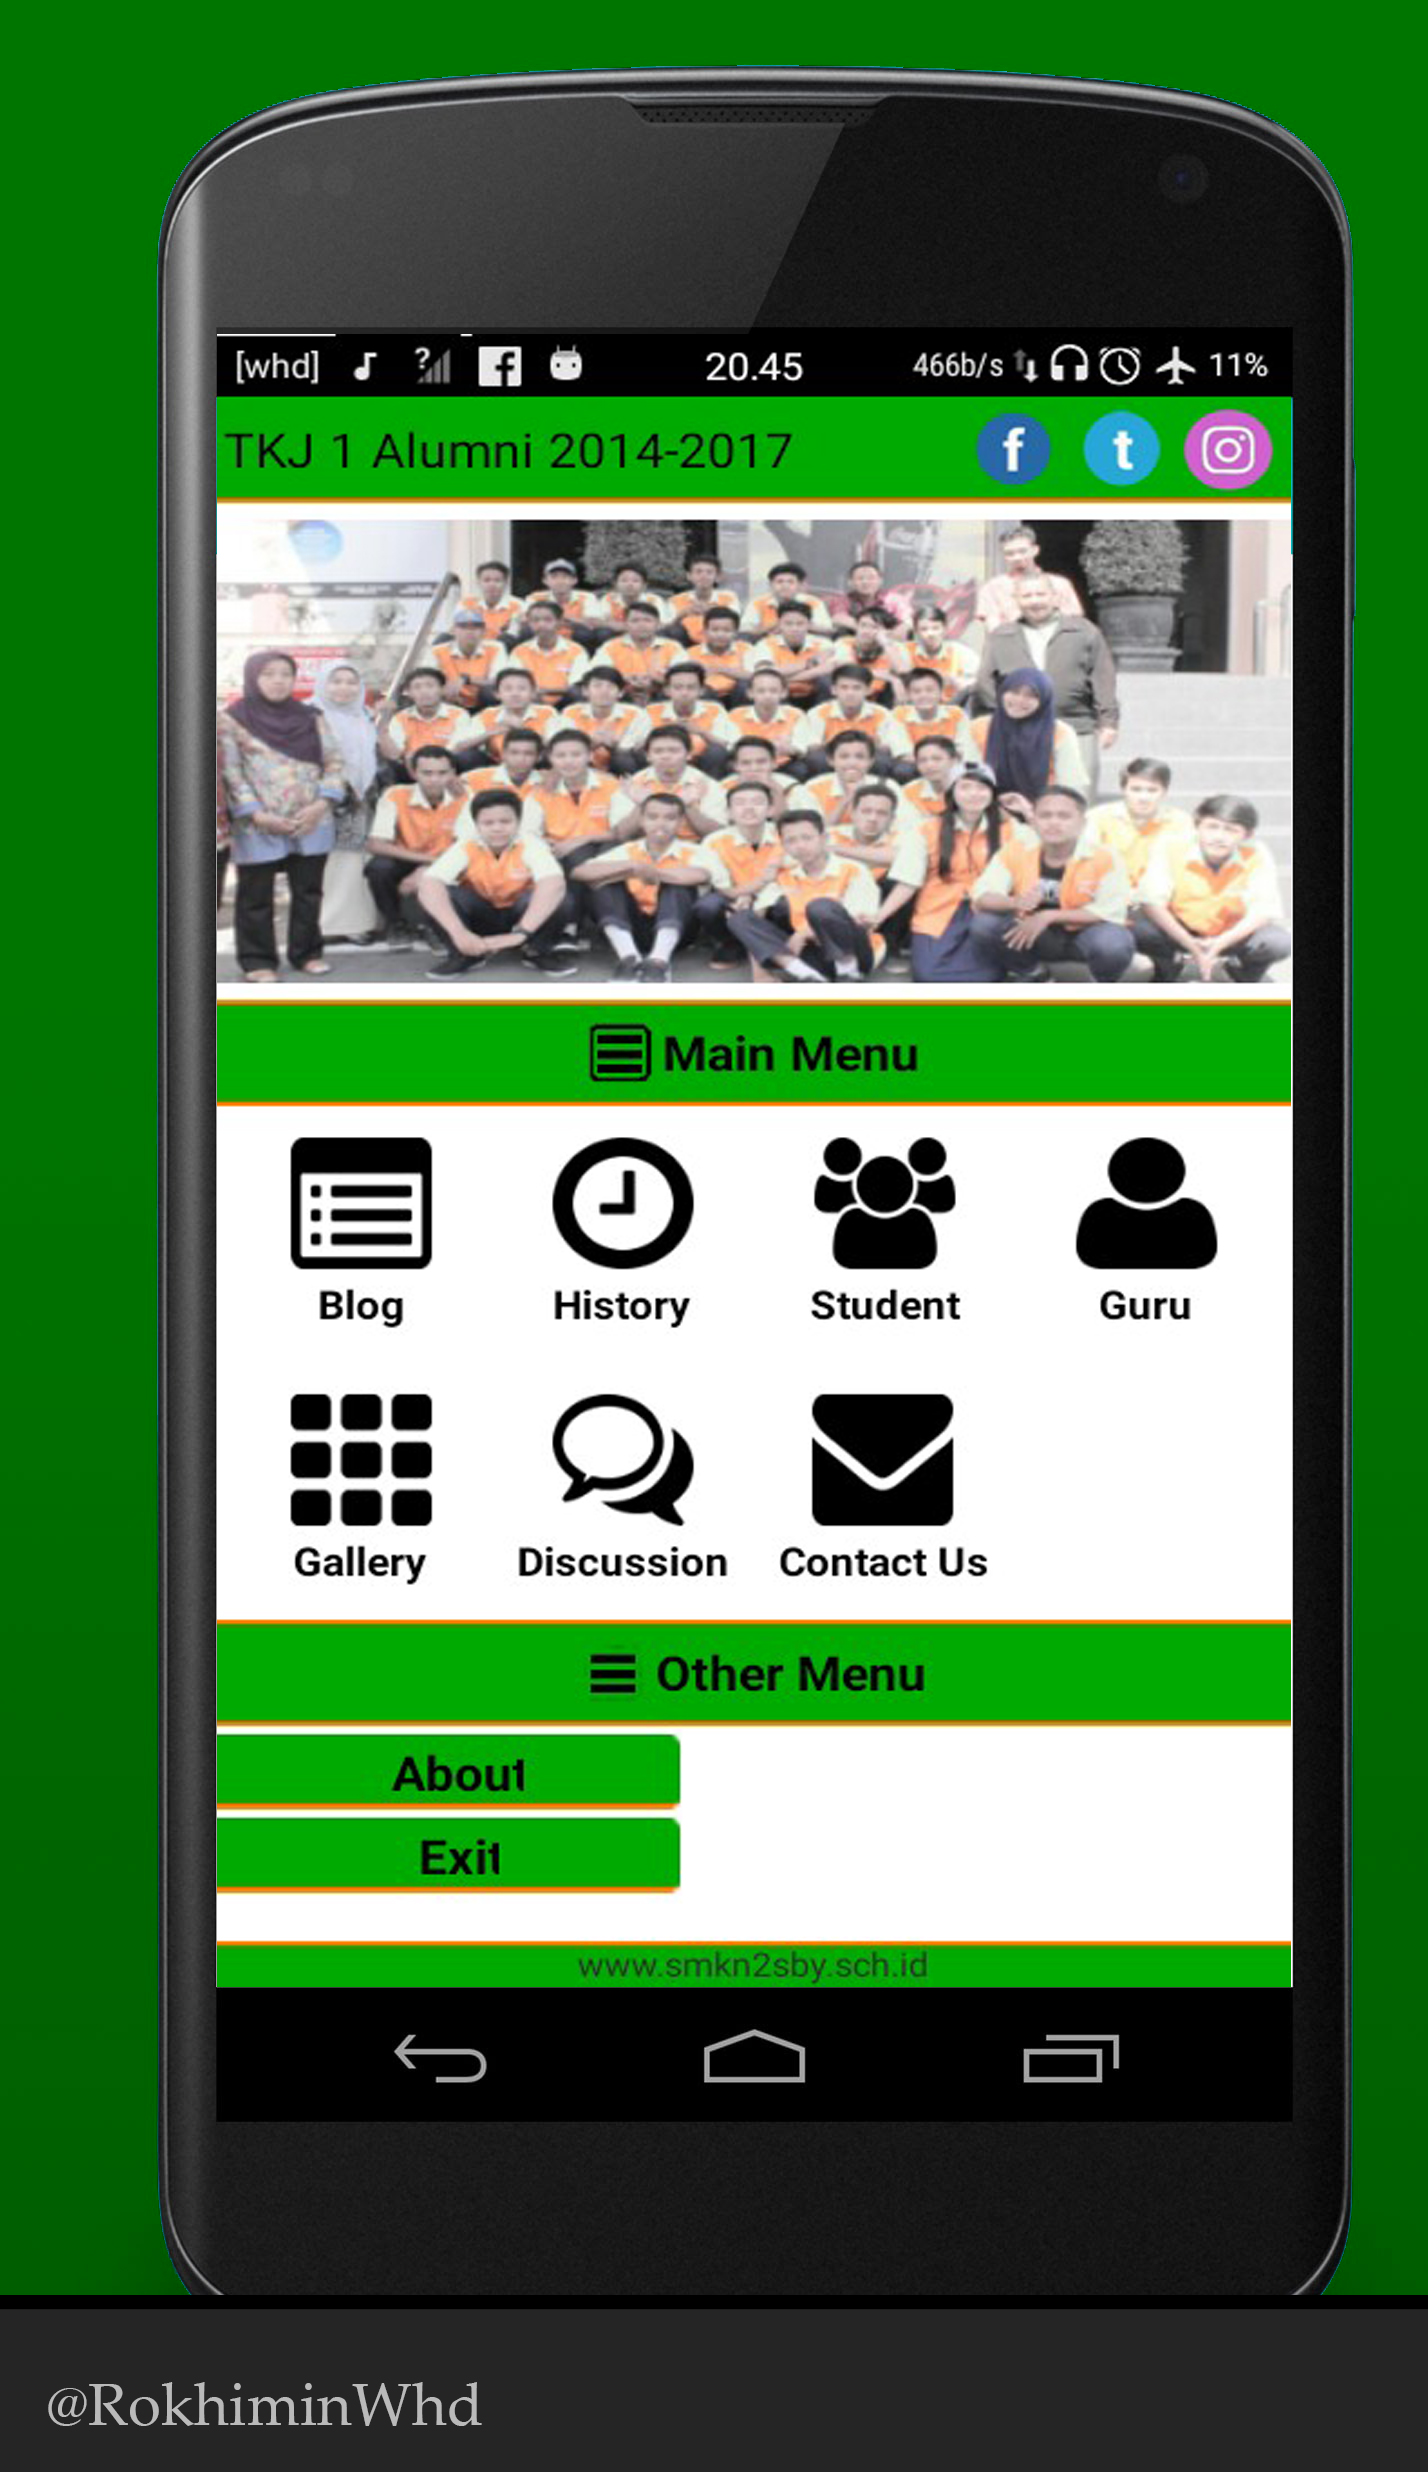 [whd] 20.45 466b/s 11%
TKJ 1 Alumni 2014-2017
Main Menu
Blog History Student Guru
Gallery Discussion Contact Us
Other Menu
About
Exit
www.smkn2sby.sch.id
@RokhiminWhd